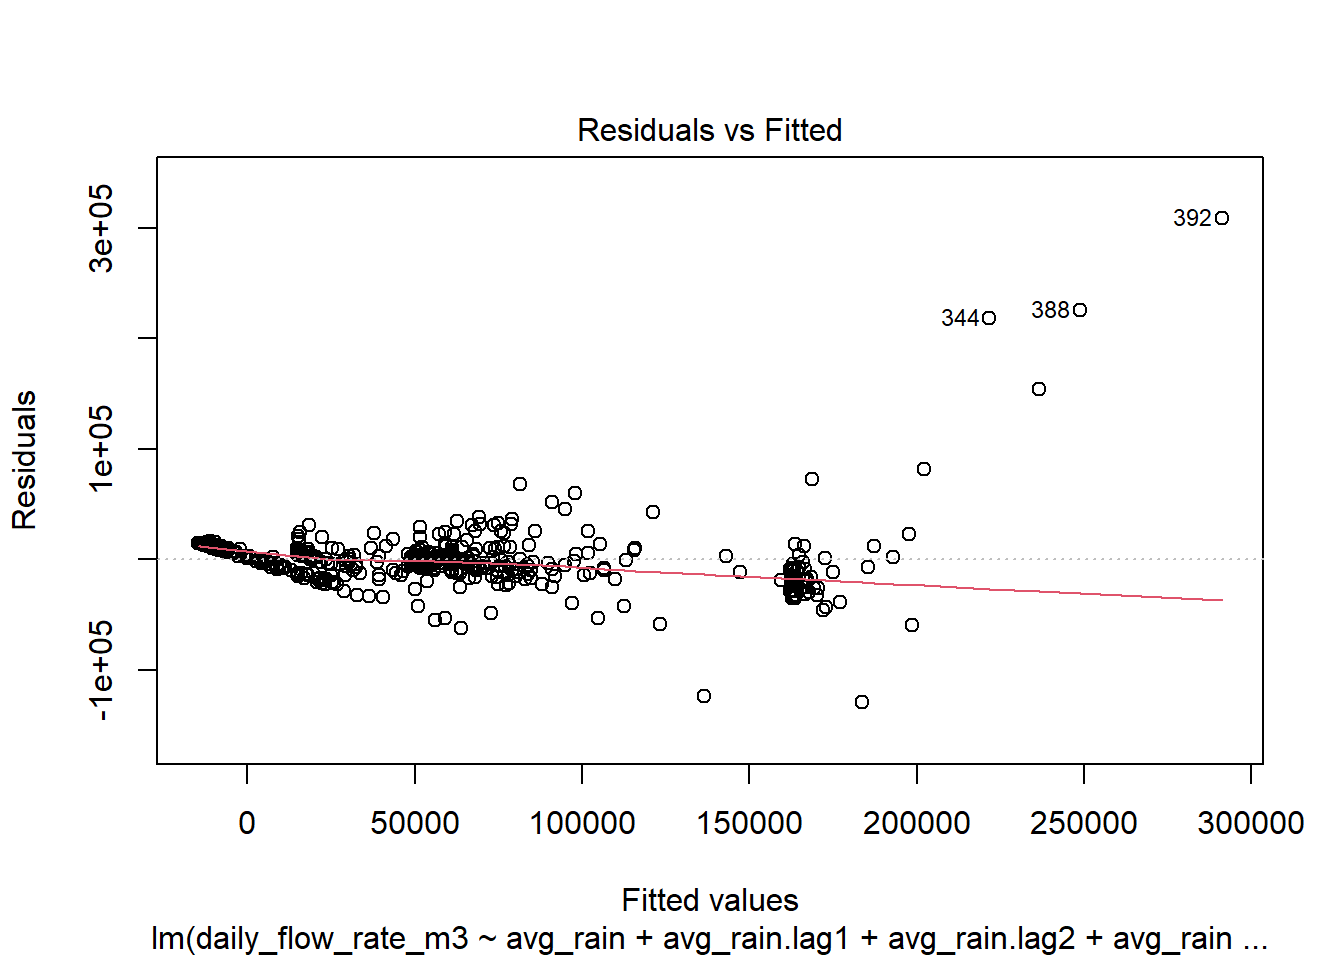 Residuals vs Fitted
Residuals
3e+05
1e+05
-1e+05
392
388
344
0 50000 100000 150000 200000 250000 300000
Fitted values
lm(daily_flow_rate_m3 ~ avg_rain + avg_rain.lag1 + avg_rain.lag2 + avg_rain ...